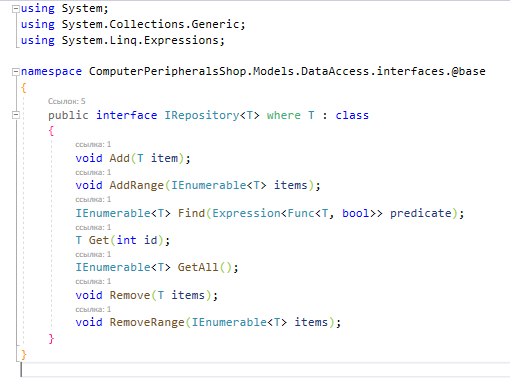 using System;
using System.Collections.Generic;
using System.Linq.Expressions;
namespace ComputerPeripheralsShop.Models.DataAccess.interfaces.@base
{
Ссылок: 5
public interface IRepository<T> where T : class
{
ссылка: 1
void Add(T item);
ссылка: 1
void AddRange(IEnumerable<T> items);
ссылка: 1
IEnumerable<T> Find(Expression<Func<T, bool>> predicate);
ссылка: 1
T Get(int id);
ссылка: 1
IEnumerable<T> GetAll();
ссылка: 1
void Remove(T items);
ссылка: 1
void RemoveRange(IEnumerable<T> items);
}
}